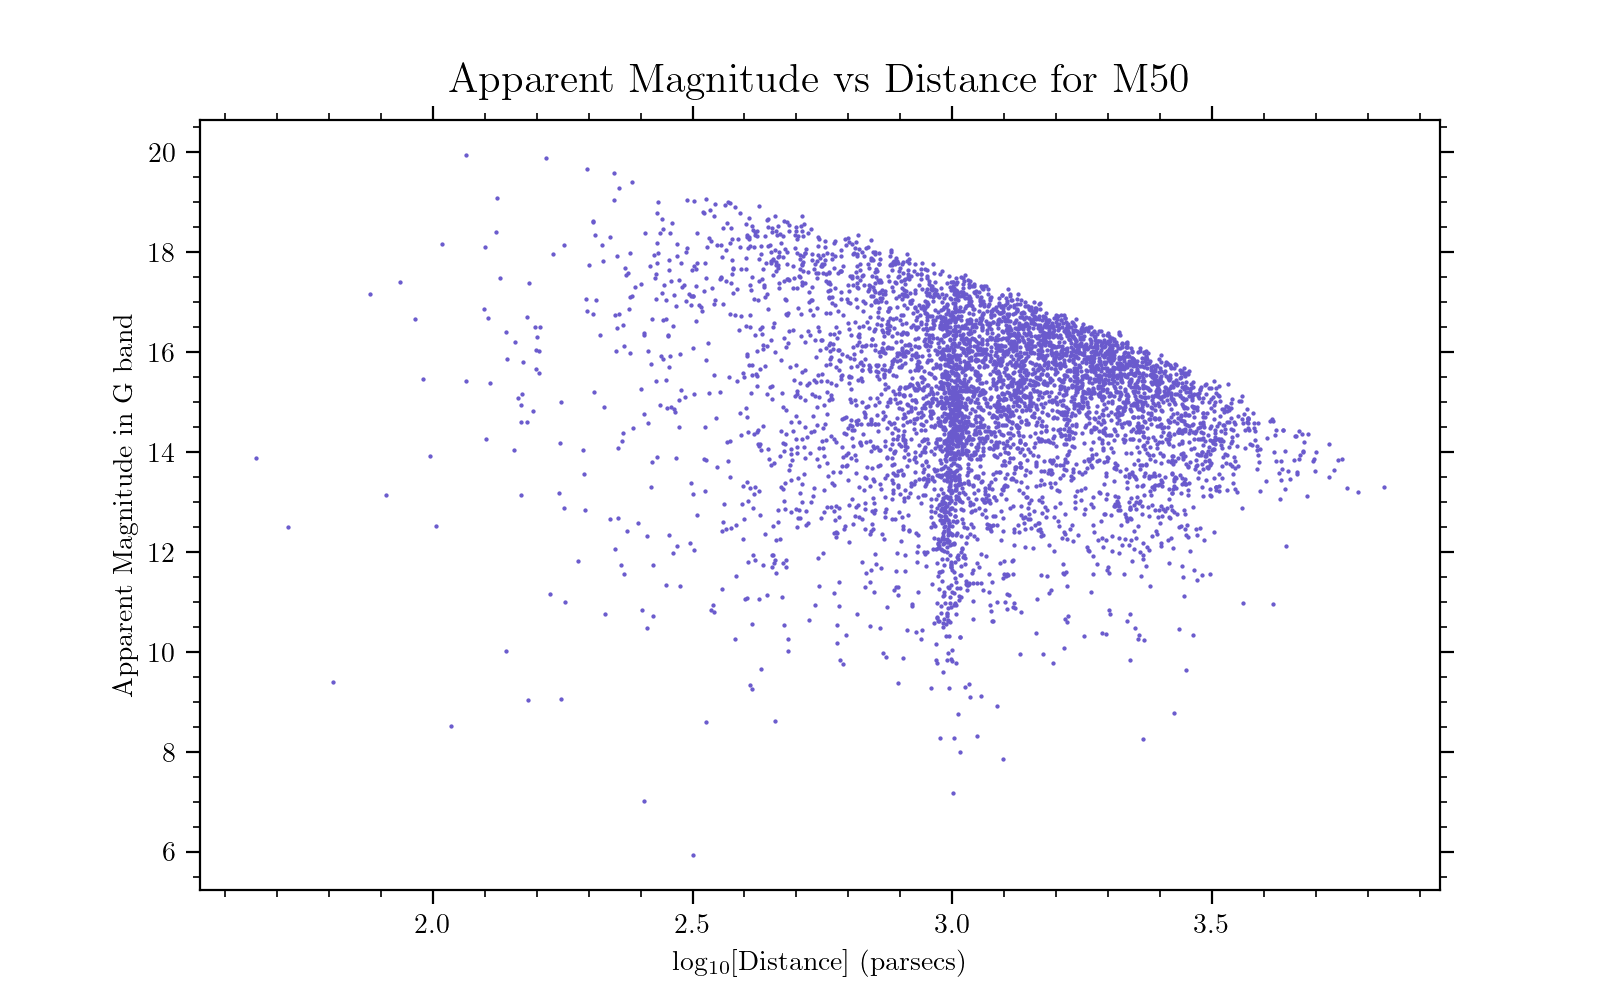 Apparent Magnitude vs Distance for M50
20
18
16
14
12
10
8
6
Apparent Magnitude in G band
2.0 2.5 3.0 3.5
log₁₀[Distance] (parsecs)